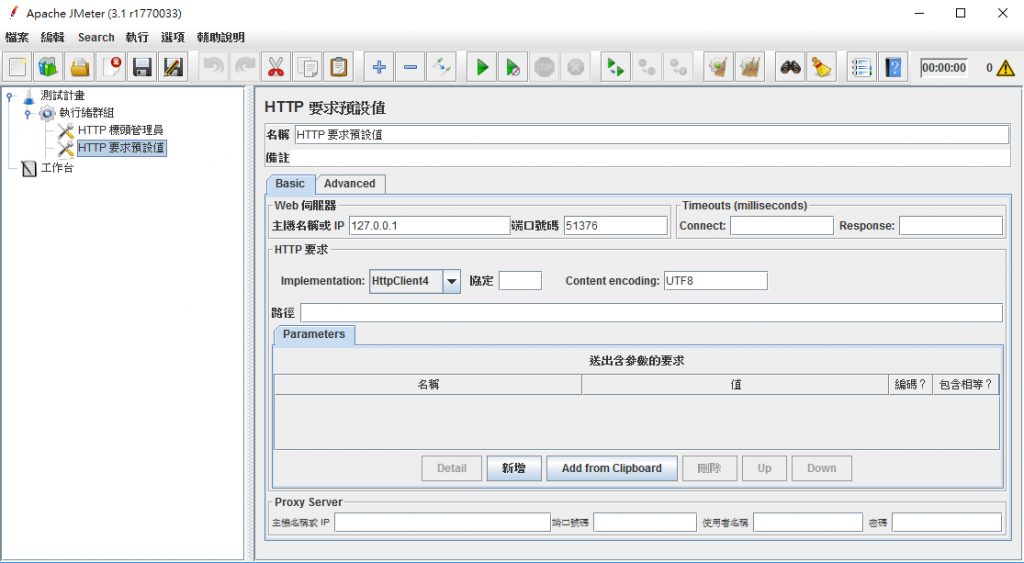 Apache JMeter (3.1 r1770033)
檔案 編輯 Search 執行 選項 輔助說明
00:00:00 0
測試計畫
執行緒群組
HTTP 標頭管理員
HTTP 要求預設值
工作台
HTTP 要求預設值
名稱 HTTP 要求預設值
備註
Basic Advanced
Web 伺服器 Timeouts (milliseconds)
主機名稱或 IP 127.0.0.1 端口號碼 51376 Connect: Response:
HTTP 要求
Implementation: HttpClient4 協定 Content encoding: UTF8
路徑
Parameters
送出含參數的要求
名稱 值 編碼？ 包含相等？
Detail 新增 Add from Clipboard 刪除 Up Down
Proxy Server
主機名稱或 IP 端口號碼 使用者名稱 密碼